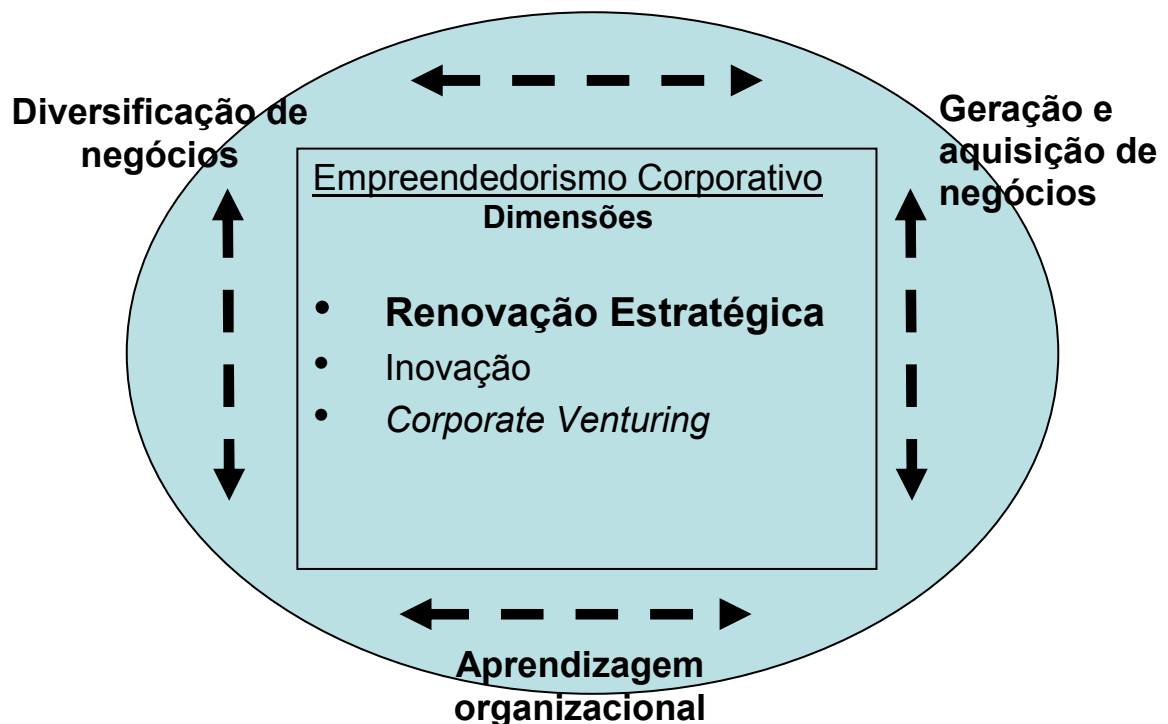 Diversificação de
negócios
Geração e
aquisição de
negócios
Empreendedorismo Corporativo
Dimensões
• Renovação Estratégica
• Inovação
• Corporate Venturing
Aprendizagem
organizacional